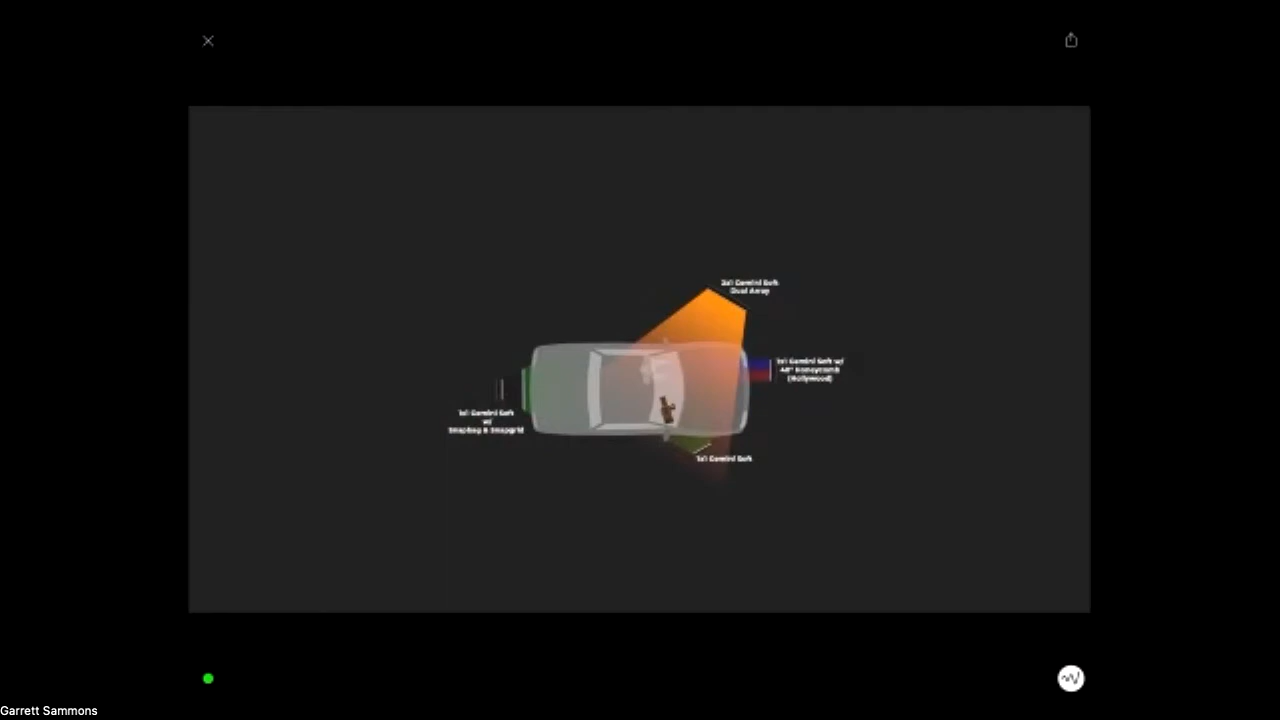 2x1 Gemini Soft
Dual Array
1x1 Gemini Soft w/
40° Honeycomb
(Hollywood)
1x1 Gemini Soft
w/
Snapbag & Snapgrid
1x1 Gemini Soft
Garrett Sammons